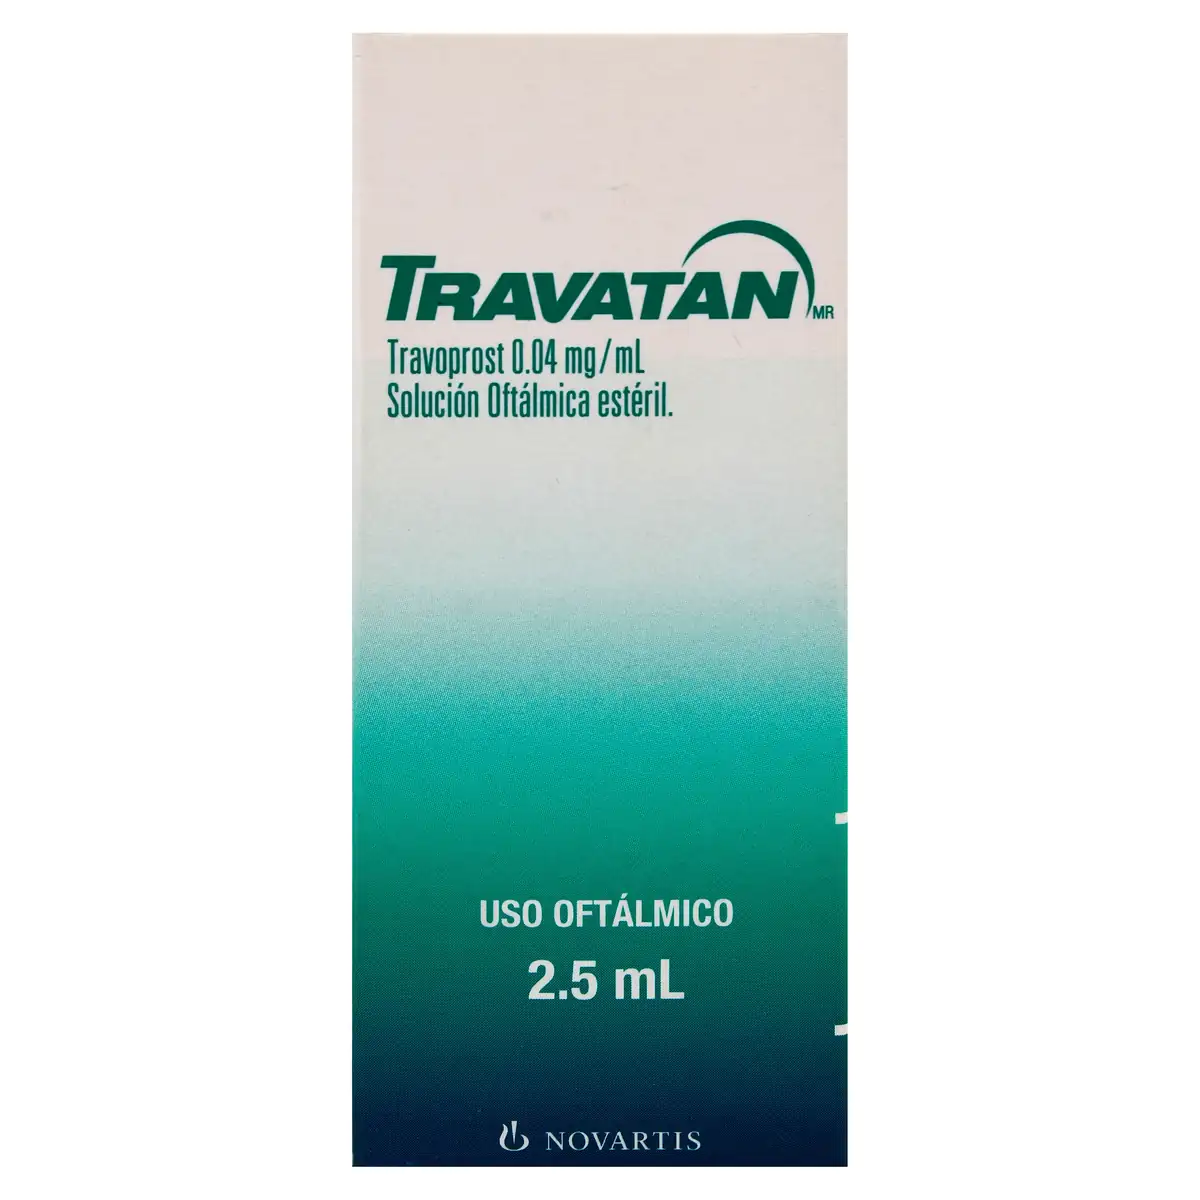 TRAVATAN MR
Travoprost 0.04 mg/mL
Solución Oftálmica estéril.
USO OFTÁLMICO
2.5 mL
NOVARTIS